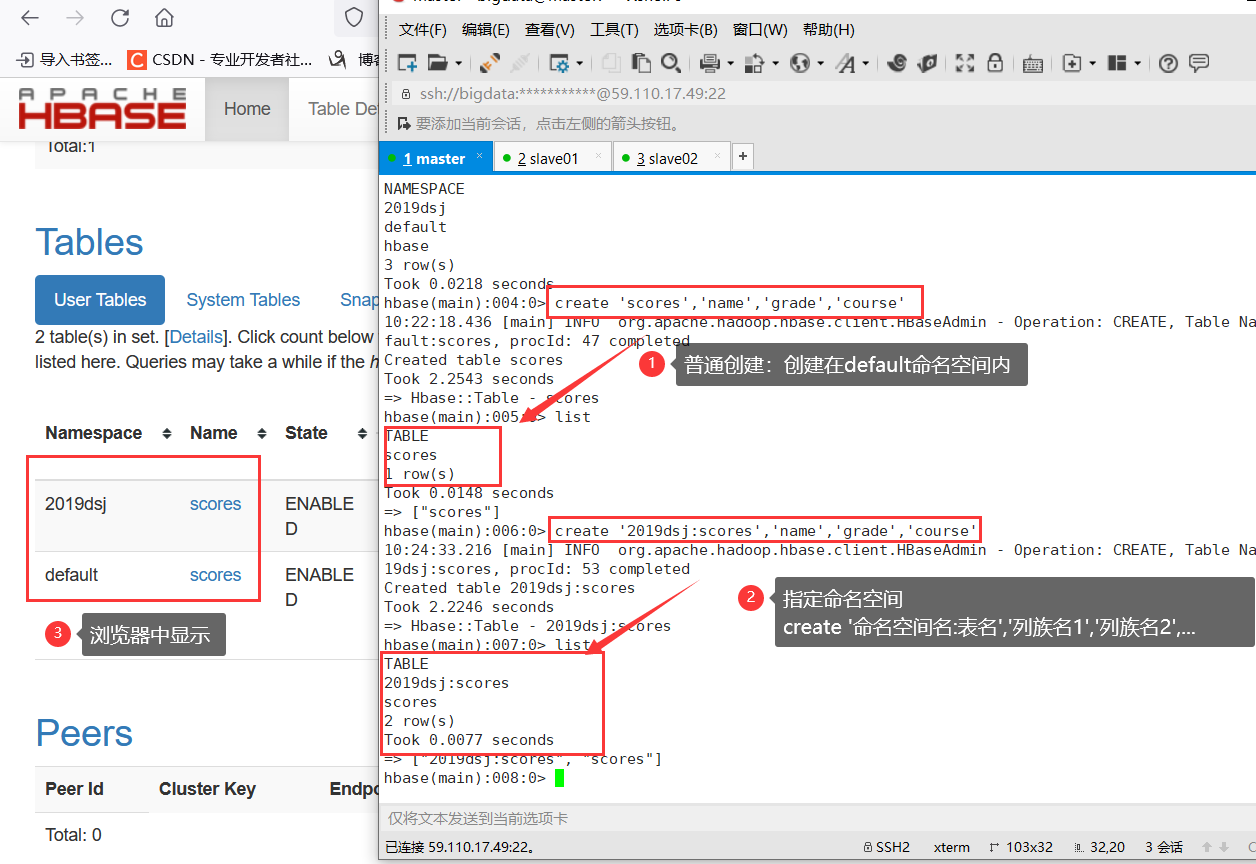 文件(F) 编辑(E) 查看(V) 工具(T) 选项卡(B) 窗口(W) 帮助(H)
导入书签... CSDN - 专业开发者社...
ssh://bigdata:***********@59.110.17.49:22
要添加当前会话，点击左侧的箭头按钮。
APACHE
HBASE
Home
Total:1
1 master
2 slave01
3 slave02
Tables
User Tables
System Tables
2 table(s) in set. [Details]. Click count below
listed here. Queries may take a while if the
Namespace Name State
2019dsj scores ENABLE
D
default scores ENABLE
D
3
浏览器中显示
Peers
Peer Id Cluster Key
Total: 0
NAMESPACE
2019dsj
default
hbase
3 row(s)
Took 0.0218 seconds
hbase(main):004:0> create 'scores','name','grade','course'
10:22:18.436 [main] INFO org.apache.hadoop.hbase.client.HBaseAdmin - Operation: CREATE, Table Na
fault:scores, procId: 47 completed
Created table scores
Took 2.2543 seconds
=> Hbase::Table - scores
hbase(main):005:0> list
TABLE
scores
1 row(s)
Took 0.0148 seconds
=> ["scores"]
hbase(main):006:0> create '2019dsj:scores','name','grade','course'
10:24:33.216 [main] INFO org.apache.hadoop.hbase.client.HBaseAdmin - Operation: CREATE, Table Na
19dsj:scores, procId: 53 completed
Created table 2019dsj:scores
Took 2.2246 seconds
=> Hbase::Table - 2019dsj:scores
hbase(main):007:0> list
TABLE
2019dsj:scores
scores
2 row(s)
Took 0.0077 seconds
=> ["2019dsj:scores", "scores"]
hbase(main):008:0>
1
普通创建：创建在default命名空间内
2
指定命名空间
create '命名空间名:表名','列族名1','列族名2',...
仅将文本发送到当前选项卡
已连接 59.110.17.49:22。
SSH2 xterm 103x32 32,20 3 会话